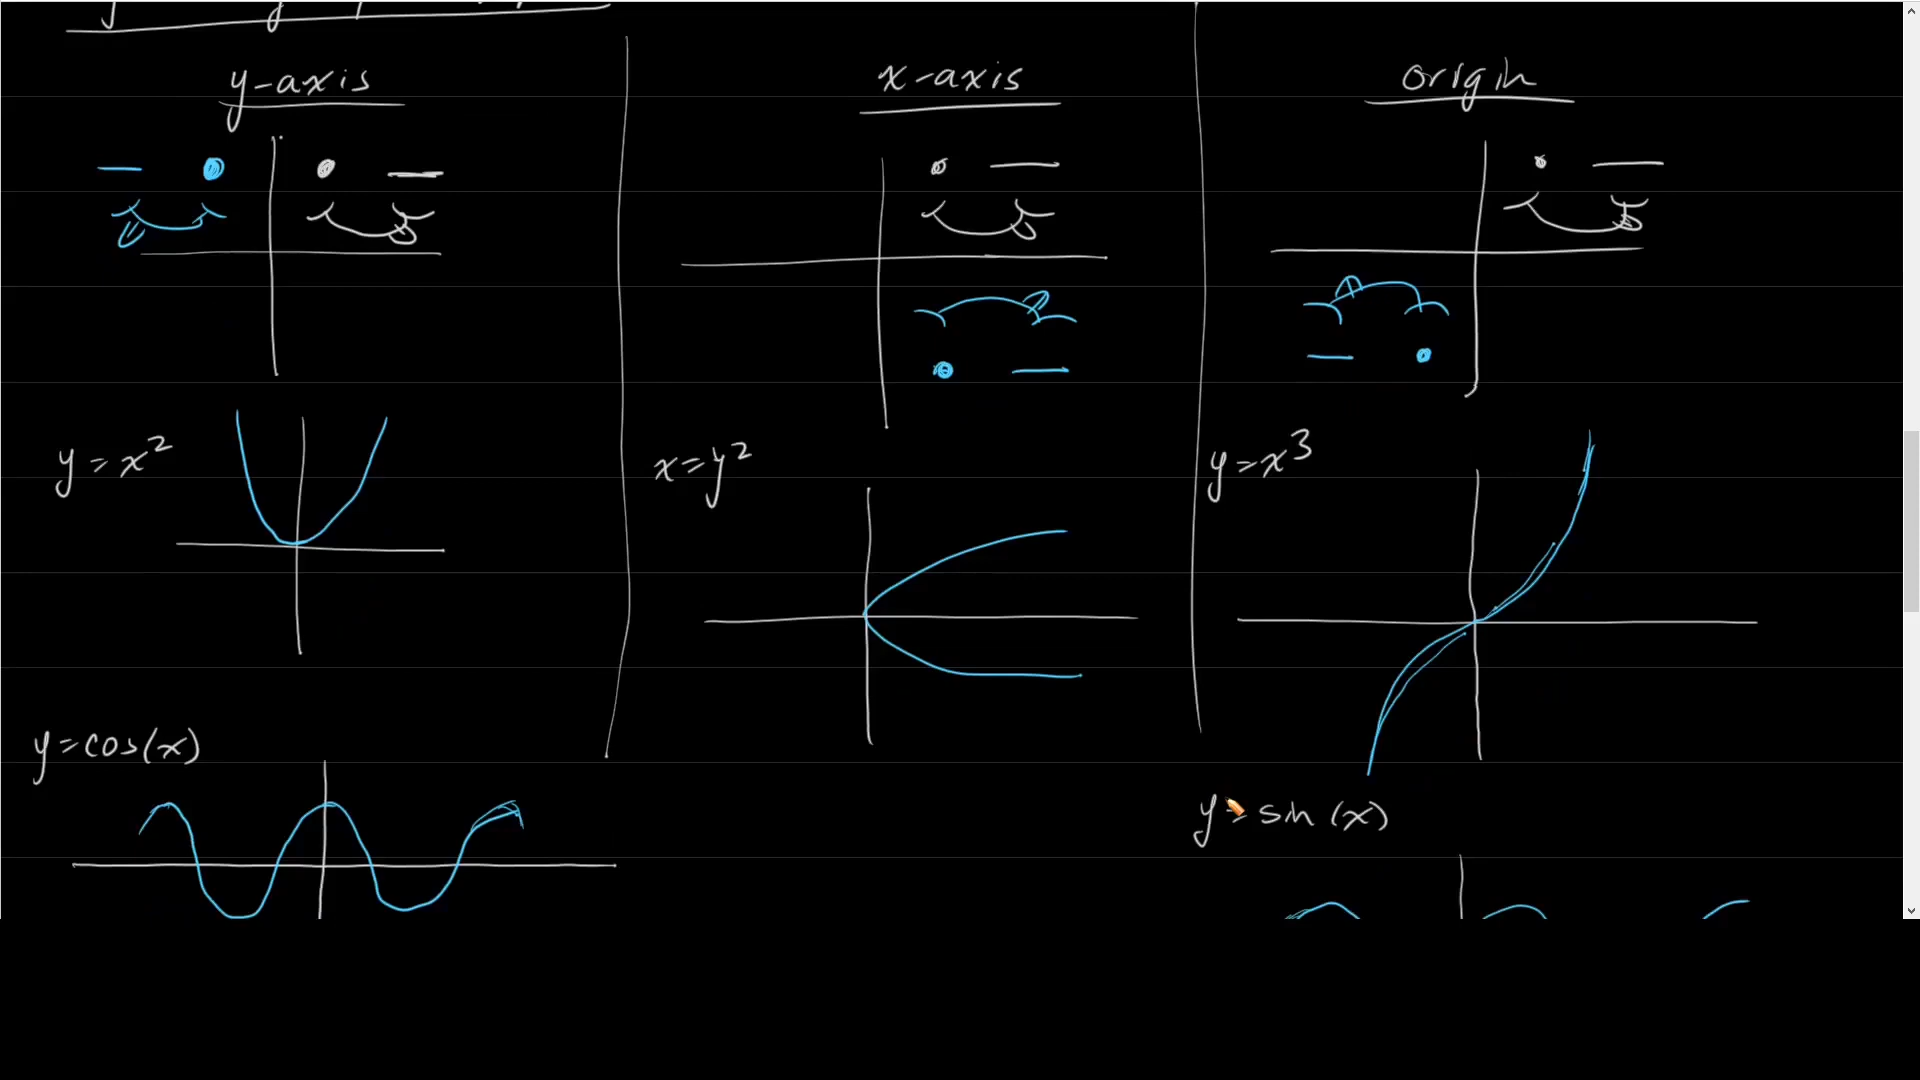 y-axis
x-axis
origin
y=x²
x=y²
y=x³
y=cos(x)
y=sin(x)